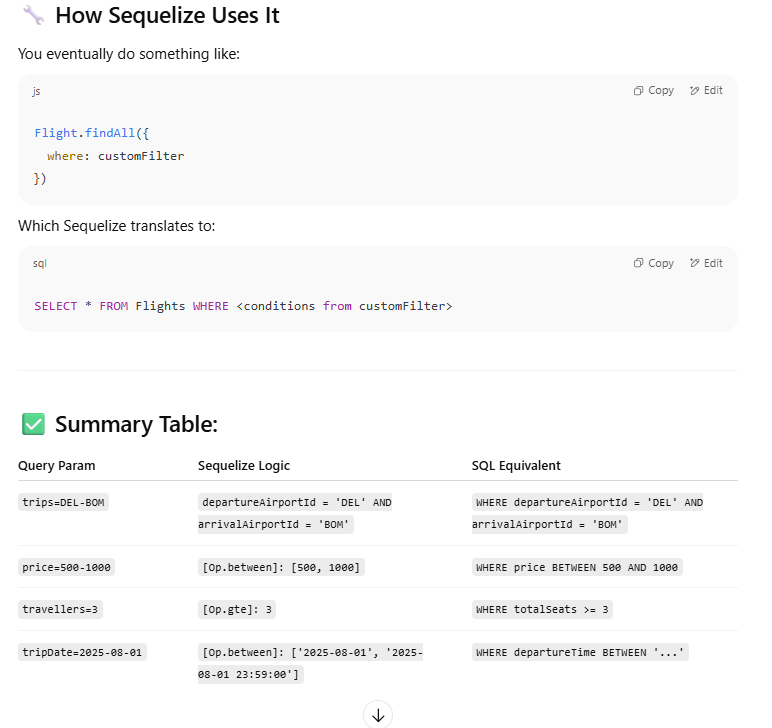 🔧 How Sequelize Uses It
You eventually do something like:
js
Copy
Edit
Flight.findAll({
  where: customFilter
})
Which Sequelize translates to:
sql
Copy
Edit
SELECT * FROM Flights WHERE <conditions from customFilter>
✅ Summary Table:
Query Param Sequelize Logic SQL Equivalent
trips=DEL-BOM departureAirportId = 'DEL' AND WHERE departureAirportId = 'DEL' AND
arrivalAirportId = 'BOM' arrivalAirportId = 'BOM'
price=500-1000 [Op.between]: [500, 1000] WHERE price BETWEEN 500 AND 1000
travellers=3 [Op.gte]: 3 WHERE totalSeats >= 3
tripDate=2025-08-01 [Op.between]: ['2025-08-01', '2025- WHERE departureTime BETWEEN '...'
08-01 23:59:00']